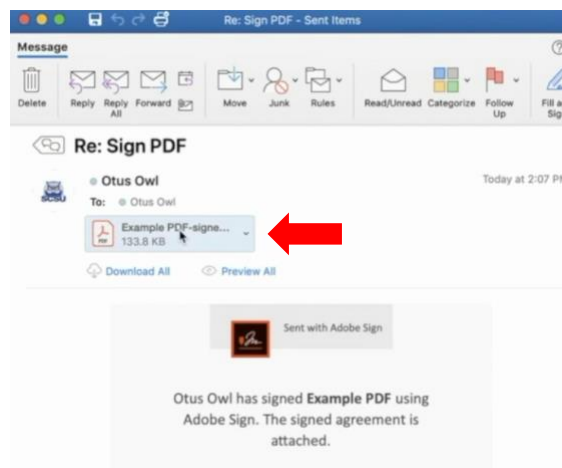 Re: Sign PDF - Sent Items
Message
Delete Reply Reply All Forward Move Junk Rules Read/Unread Categorize Follow Up Fill a Sig
Re: Sign PDF
SCSU
Otus Owl Today at 2:07 PM
To: Otus Owl
PDF
Example PDF-signe...
133.8 KB
Download All Preview All
Sent with Adobe Sign
Otus Owl has signed Example PDF using
Adobe Sign. The signed agreement is
attached.